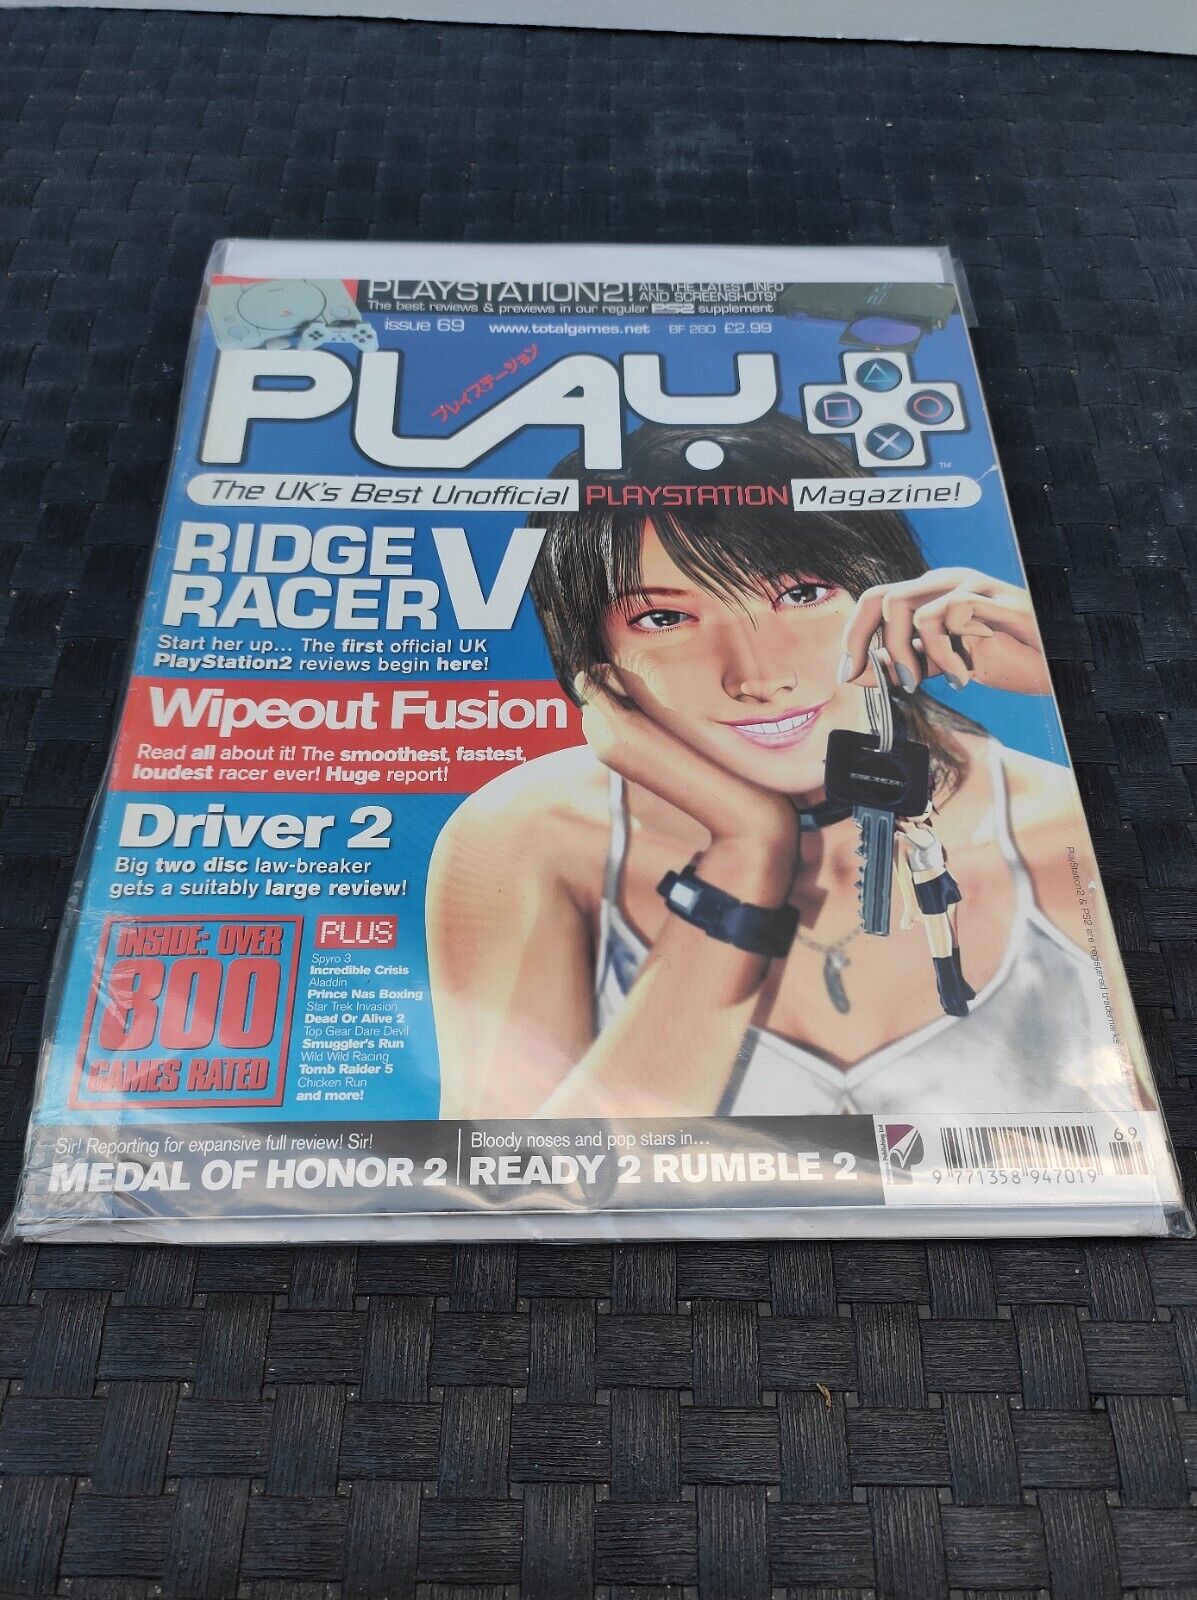 PLAYSTATION2! ALL THE LATEST INFO AND SCREENSHOTS!
The best reviews & previews in our regular PS2 supplement
issue 69 www.totalgames.net BF 260 £2.99
プレイステーション
PLAY
TM
The UK's Best Unofficial PLAYSTATION Magazine!
RIDGE
RACER V
Start her up... The first official UK
PlayStation2 reviews begin here!
Wipeout Fusion
Read all about it! The smoothest, fastest,
loudest racer ever! Huge report!
Driver 2
Big two disc law-breaker
gets a suitably large review!
INSIDE: OVER
800
GAMES RATED
PLUS
Spyro 3
Incredible Crisis
Aladdin
Prince Nas Boxing
Star Trek Invasion
Dead Or Alive 2
Top Gear Dare Devil
Smuggler's Run
Wild Wild Racing
Tomb Raider 5
Chicken Run
and more!
PlayStation2 & PS2 are registered trademarks
Sir! Reporting for expansive full review! Sir!
MEDAL OF HONOR 2
Bloody noses and pop stars in...
READY 2 RUMBLE 2
69
9 771358 947019